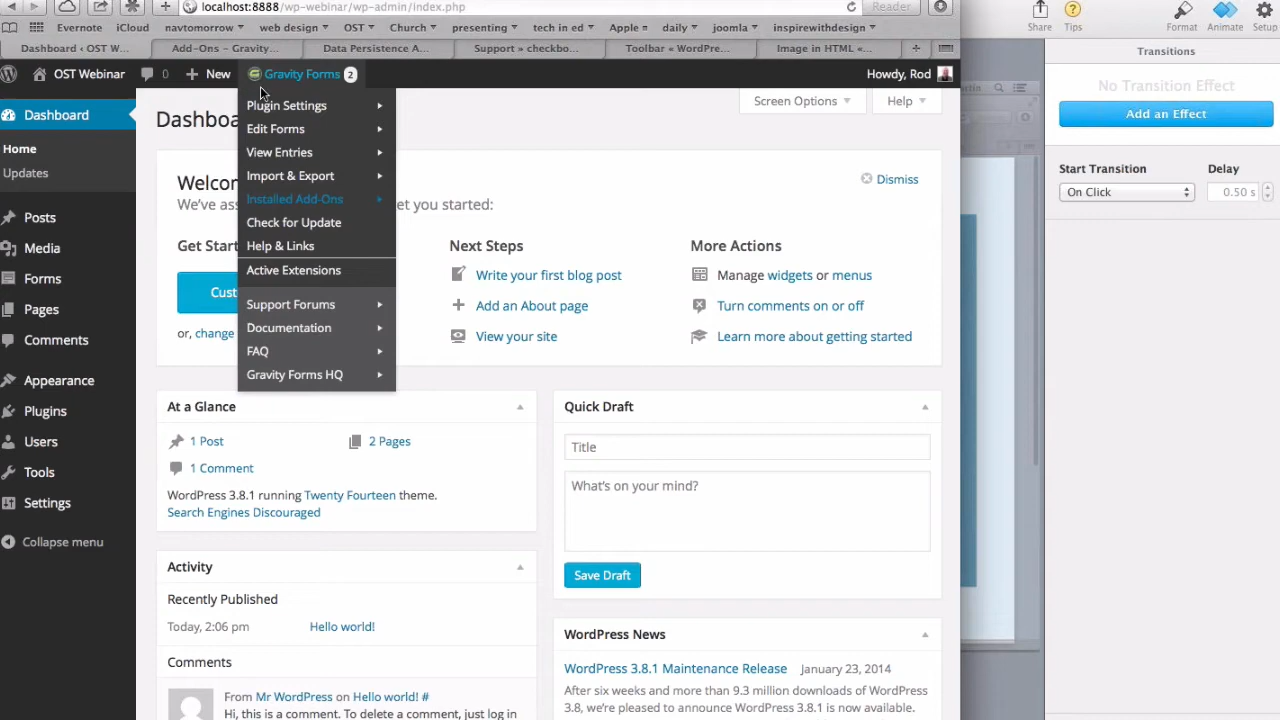 localhost:8888/wp-webinar/wp-admin/index.php
Reader
Evernote iCloud navtomorrow web design OST Church presenting tech in ed Apple daily joomla inspirewithdesign
Dashboard ‹ OST W... Add-Ons – Gravity... Data Persistence A... Support » checkbo... Toolbar « WordPre... Image in HTML «...
OST Webinar 0 New Gravity Forms 2 Howdy, Rod
Plugin Settings
Edit Forms
View Entries
Import & Export
Installed Add-Ons
Check for Update
Help & Links
Active Extensions
Support Forums
Documentation
FAQ
Gravity Forms HQ
Dashboard
Home
Updates
Posts
Media
Forms
Pages
Comments
Appearance
Plugins
Users
Tools
Settings
Collapse menu
Dashboa
Screen Options Help
Welcor
We've ass et you started:
Dismiss
Get Star
Cust
or, change
Next Steps
Write your first blog post
Add an About page
View your site
More Actions
Manage widgets or menus
Turn comments on or off
Learn more about getting started
At a Glance
1 Post 2 Pages
1 Comment
WordPress 3.8.1 running Twenty Fourteen theme.
Search Engines Discouraged
Activity
Recently Published
Today, 2:06 pm Hello world!
Comments
From Mr WordPress on Hello world! #
Hi, this is a comment. To delete a comment, just log in
Quick Draft
Title
What's on your mind?
Save Draft
WordPress News
WordPress 3.8.1 Maintenance Release January 23, 2014
After six weeks and more than 9.3 million downloads of WordPress
3.8, we're pleased to announce WordPress 3.8.1 is now available.
Share Tips Format Animate Setup
Transitions
No Transition Effect
Add an Effect
Start Transition Delay
On Click 0.50 s